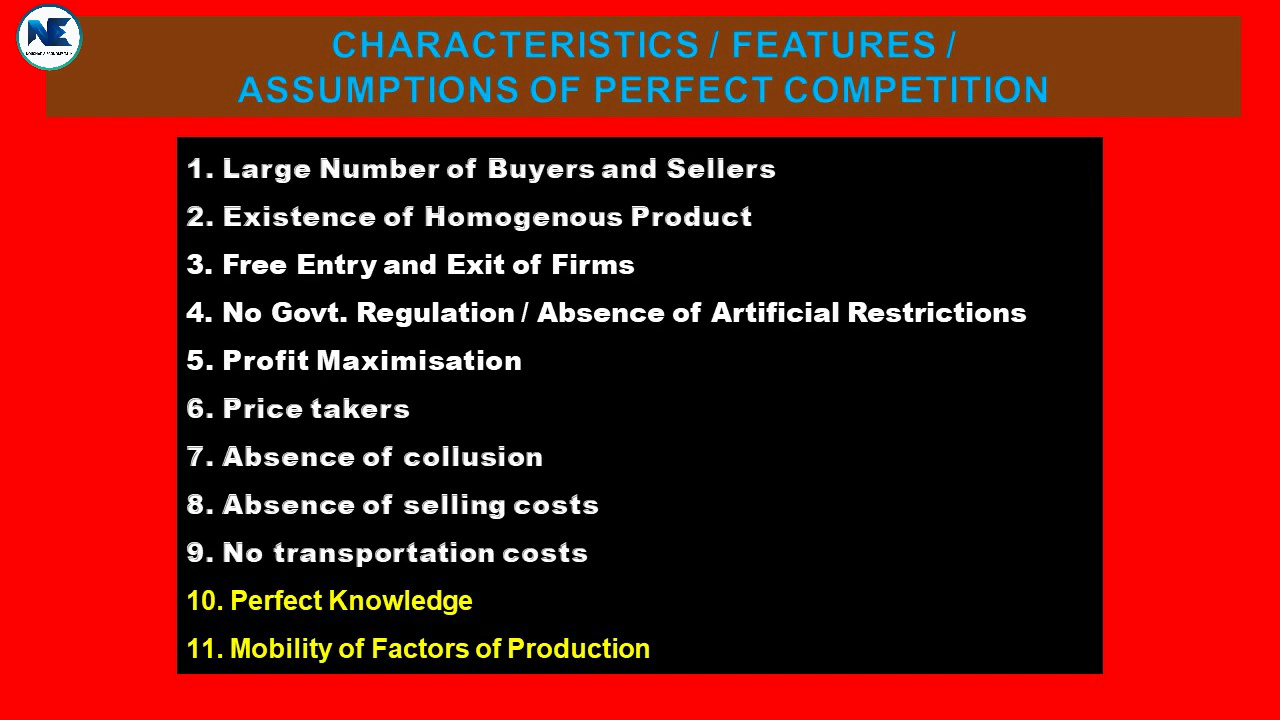 NE
CHARACTERISTICS / FEATURES /
ASSUMPTIONS OF PERFECT COMPETITION
1. Large Number of Buyers and Sellers
2. Existence of Homogenous Product
3. Free Entry and Exit of Firms
4. No Govt. Regulation / Absence of Artificial Restrictions
5. Profit Maximisation
6. Price takers
7. Absence of collusion
8. Absence of selling costs
9. No transportation costs
10. Perfect Knowledge
11. Mobility of Factors of Production